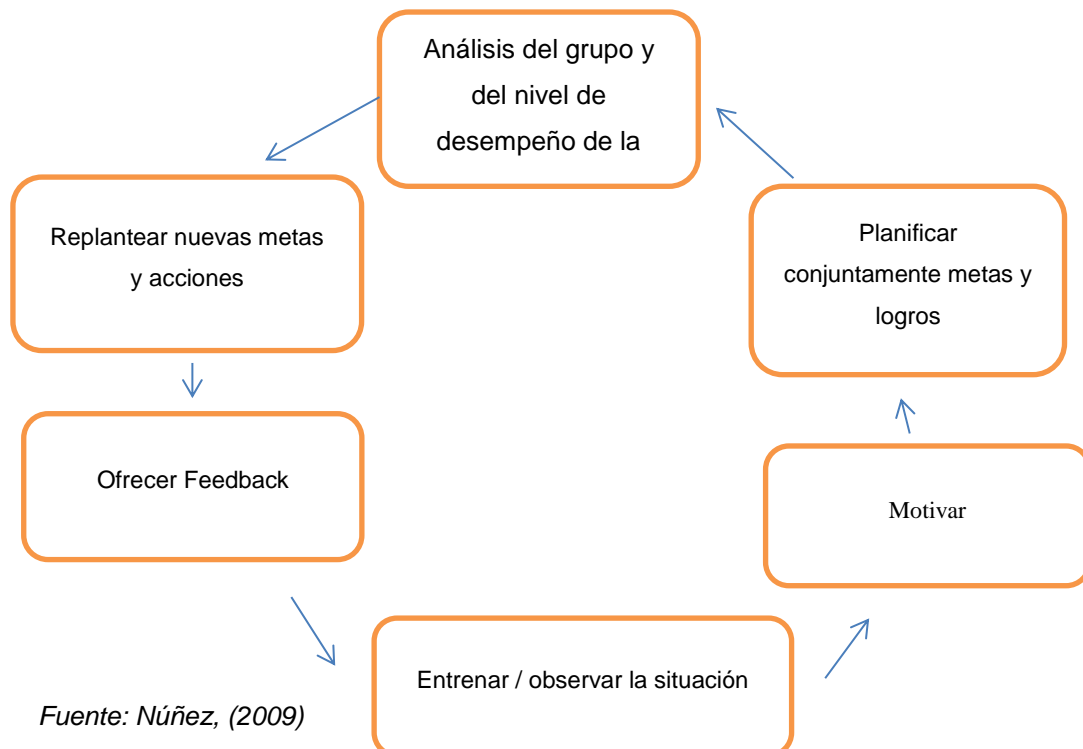 Análisis del grupo y
del nivel de
desempeño de la
Replantear nuevas metas
y acciones
Planificar
conjuntamente metas y
logros
Ofrecer Feedback
Motivar
Entrenar / observar la situación
Fuente: Núñez, (2009)